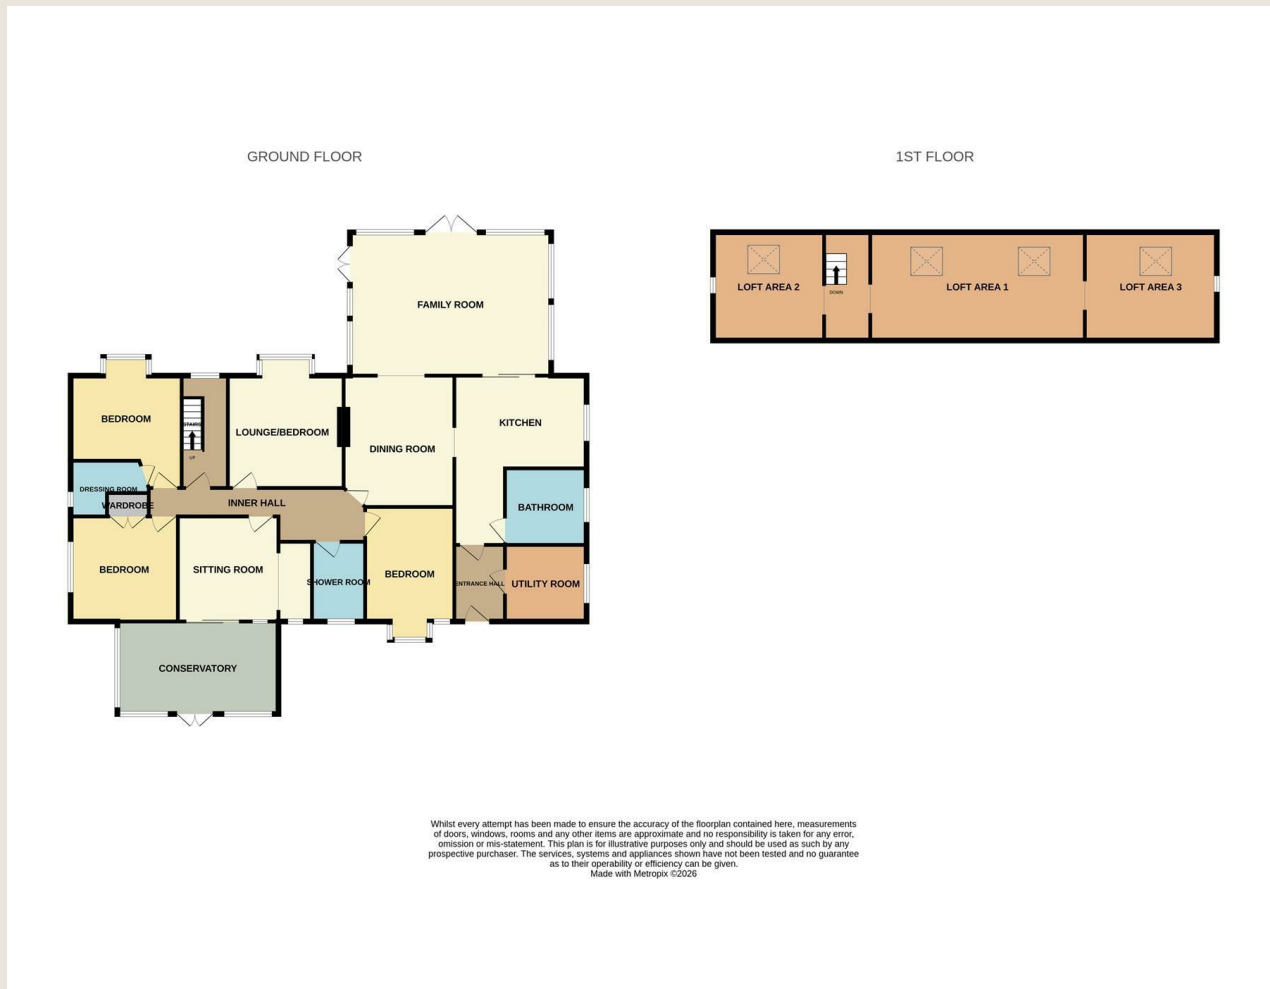 GROUND FLOOR
1ST FLOOR
FAMILY ROOM
LOFT AREA 2
DOWN
LOFT AREA 1
LOFT AREA 3
BEDROOM
STAIRS
UP
LOUNGE/BEDROOM
DINING ROOM
KITCHEN
DRESSING ROOM
WARDROBE
INNER HALL
BATHROOM
BEDROOM
SITTING ROOM
SHOWER ROOM
BEDROOM
ENTRANCE HALL
UTILITY ROOM
CONSERVATORY
Whilst every attempt has been made to ensure the accuracy of the floorplan contained here, measurements
of doors, windows, rooms and any other items are approximate and no responsibility is taken for any error,
omission or mis-statement. This plan is for illustrative purposes only and should be used as such by any
prospective purchaser. The services, systems and appliances shown have not been tested and no guarantee
as to their operability or efficiency can be given.
Made with Metropix ©2026